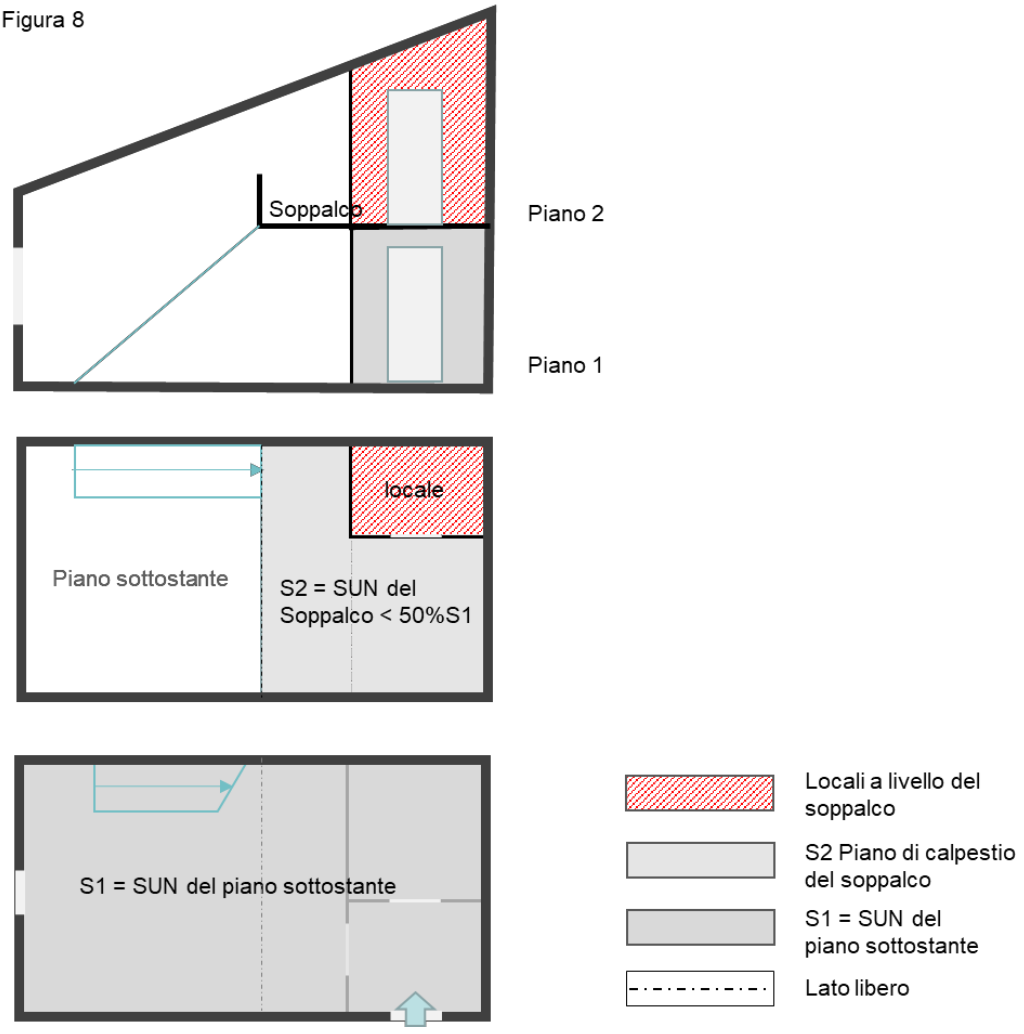 Figura 8
Soppalco
Piano 2
Piano 1
locale
Piano sottostante
S2 = SUN del
Soppalco < 50%S1
S1 = SUN del piano sottostante
Locali a livello del
soppalco
S2 Piano di calpestio
del soppalco
S1 = SUN del
piano sottostante
Lato libero